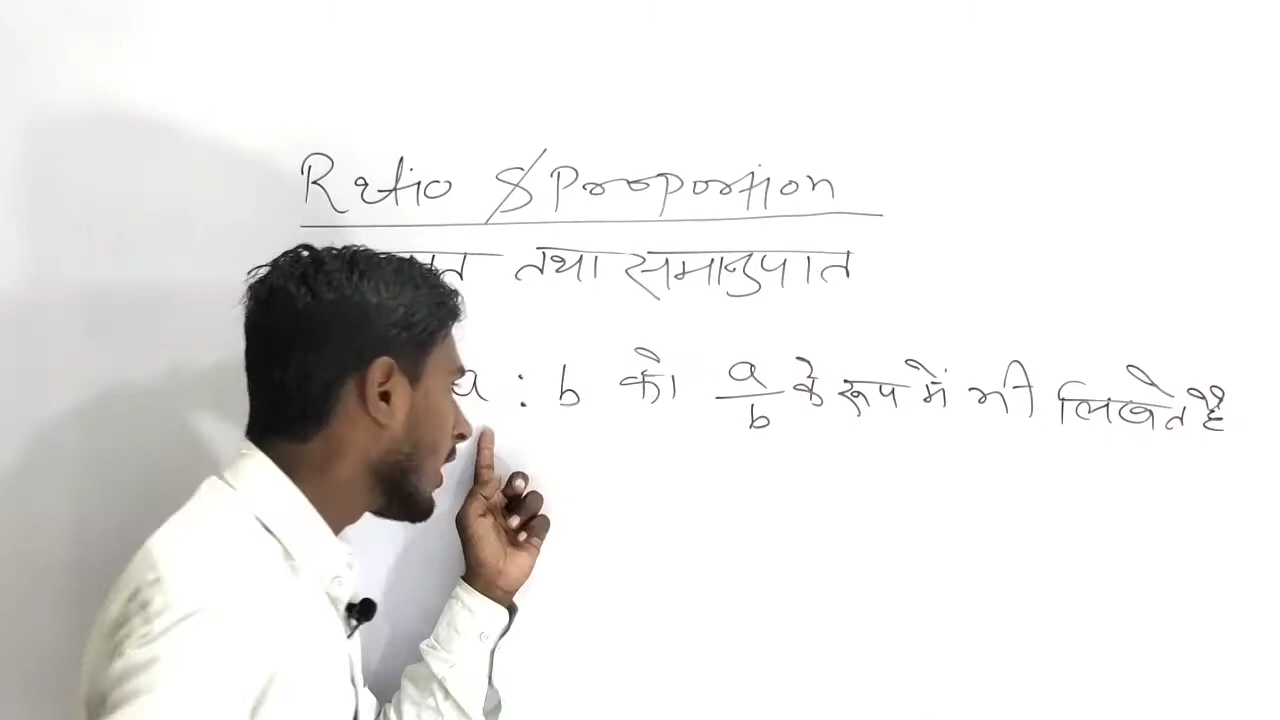 Ratio & Proportion
तथा समानुपात
a : b को a/b के रूप में भी लिखते है